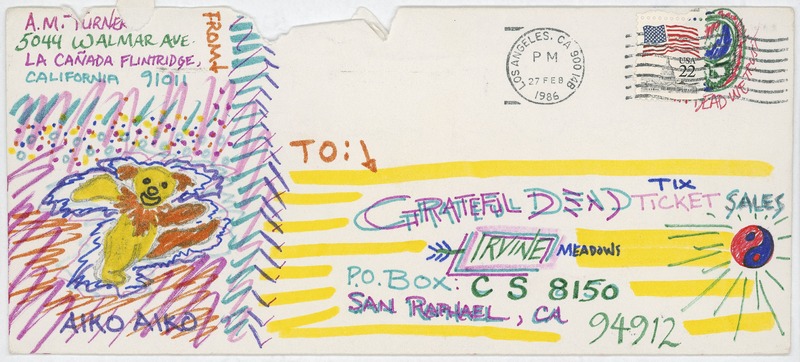 A.M. TURNER
5044 WALMAR AVE.
LA CAÑADA FLINTRIDGE,
CALIFORNIA 91011
FROM
LOS ANGELES, CA 900 14B
PM
27 FEB
1986
USA
22
TO:
GRATEFUL DEAD TIX TICKET SALES
IRVINE MEADOWS
P.O. BOX: CS 8150
SAN RAPHAEL, CA
94912
AIKO AIKO